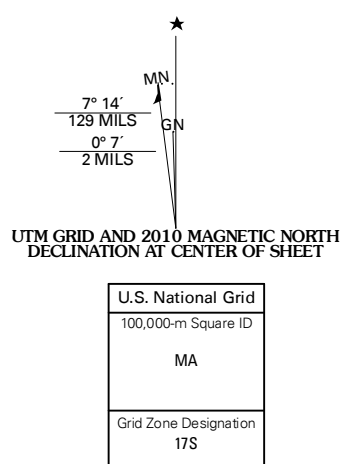 MN.
7° 14´
129 MILS
GN
0° 7´
2 MILS
UTM GRID AND 2010 MAGNETIC NORTH
DECLINATION AT CENTER OF SHEET
U.S. National Grid
100,000-m Square ID
MA
Grid Zone Designation
17S